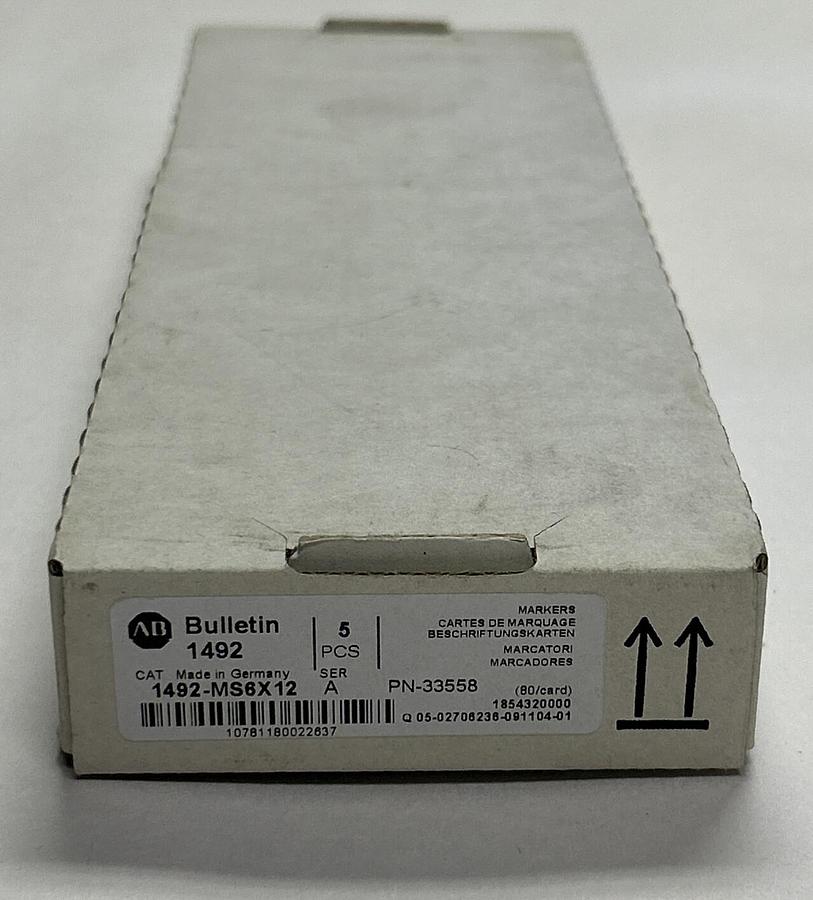 AB
Bulletin
1492
5
PCS
MARKERS
CARTES DE MARQUAGE
BESCHRIFTUNGSKARTEN
MARCATORI
MARCADORES
CAT Made in Germany
1492-MS6X12
SER
A
PN-33558
(80/card)
1854320000
Q 05-02706236-091104-01
10781180022637